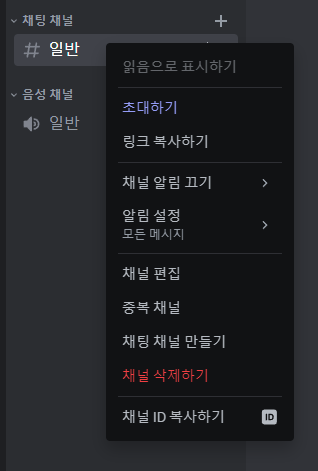 채팅 채널
일반
읽음으로 표시하기
음성 채널
일반
초대하기
링크 복사하기
채널 알림 끄기
알림 설정
모든 메시지
채널 편집
중복 채널
채팅 채널 만들기
채널 삭제하기
채널 ID 복사하기
ID